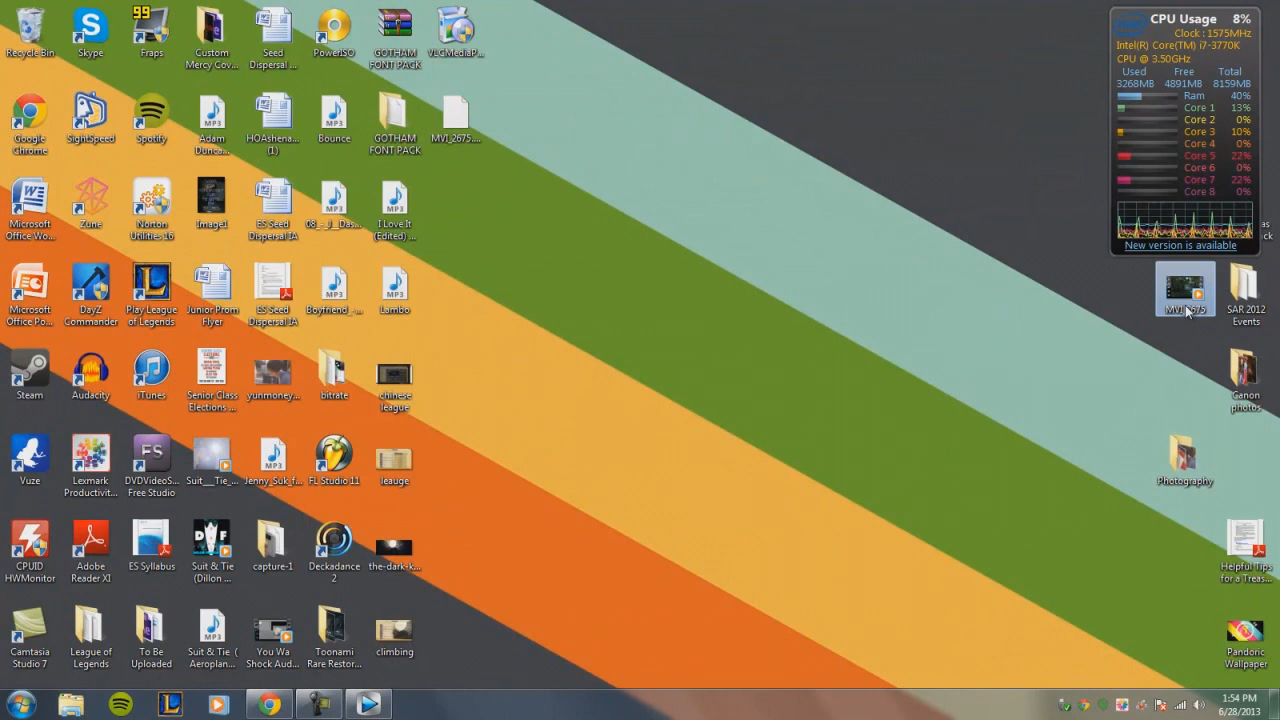 Recycle Bin
Skype
99
Fraps
Custom
Mercy Cov...
Seed
Dispersal ...
PowerISO
GOTHAM
FONT PACK
VLCMediaP...
Google
Chrome
SightSpeed
Spotify
Adam
Dunca...
HOAshena...
(1)
Bounce
GOTHAM
FONT PACK
MVI_2675....
Microsoft
Office Wo...
Zune
Norton
Utilities 16
Image1
ES Seed
Dispersal IA
08_-_J__Das...
I Love It
(Edited) ...
Microsoft
Office Po...
DayZ
Commander
Play League
of Legends
Junior Prom
Flyer
ES Seed
Dispersal IA
Boyfriend_-...
Lambo
Steam
Audacity
iTunes
Senior Class
Elections ...
yunmoney...
bitrate
chinese
league
Vuze
Lexmark
Productivit...
DVDVideoS...
Free Studio
Suit__Tie_...
Jenny_Suk_f...
FL Studio 11
leauge
CPUID
HWMonitor
Adobe
Reader XI
ES Syllabus
Suit & Tie
(Dillon ...
capture-1
Deckadance
2
the-dark-k...
Camtasia
Studio 7
League of
Legends
To Be
Uploaded
Suit & Tie (
Aeroplan...
You Wa
Shock Aud...
Toonami
Rare Restor...
climbing
CPU Usage 8%
Clock : 1575MHz
Intel(R) Core(TM) i7-3770K
CPU @ 3.50GHz
Used Free Total
3268MB 4891MB 8159MB
Ram 40%
Core 1 13%
Core 2 0%
Core 3 10%
Core 4 0%
Core 5 22%
Core 6 0%
Core 7 22%
Core 8 0%
New version is available
as
ck
MVI_2675
SAR 2012
Events
Canon
photos
Photography
Helpful Tips
for a Treas...
Pandoric
Wallpaper
1:54 PM
6/28/2013